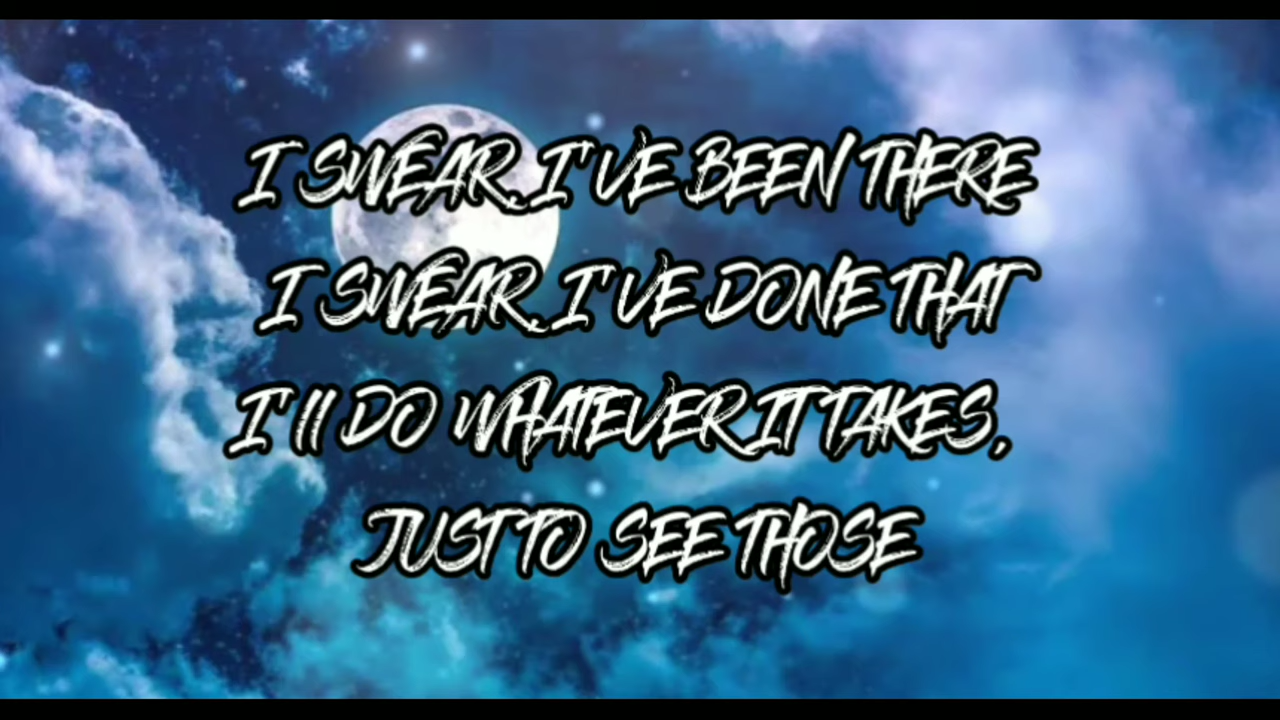 I SWEAR, I'VE BEEN THERE
I SWEAR, I'VE DONE THAT
I'll DO WHATEVER IT TAKES,
JUST TO SEE THOSE